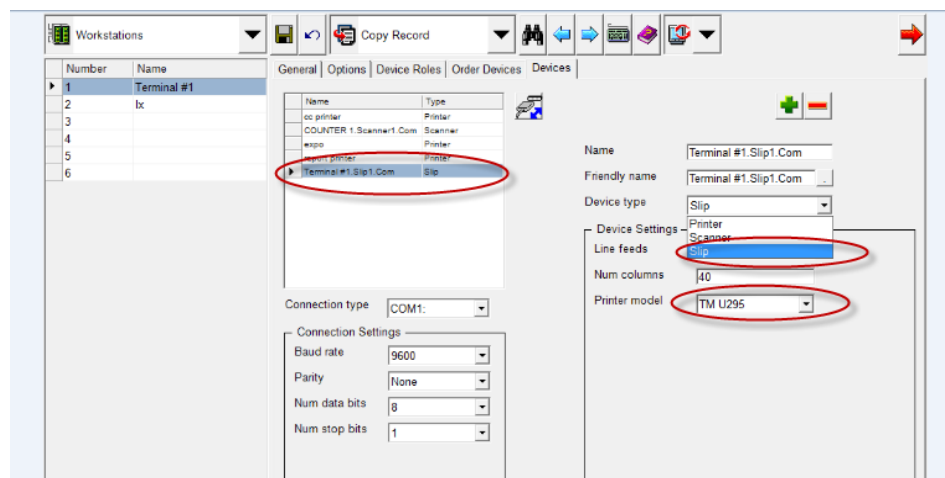 Workstations
Copy Record
Number Name
1 Terminal #1
2 lx
3
4
5
6
General Options Device Roles Order Devices Devices
Name Type
cc printer Printer
COUNTER 1.Scanner1.Com Scanner
expo Printer
report printer Printer
Terminal #1.Slip1.Com Slip
Name Terminal #1.Slip1.Com
Friendly name Terminal #1.Slip1.Com .
Device type Slip
Printer
Scanner
Slip
Device Settings
Line feeds
Num columns 40
Printer model TM U295
Connection type COM1:
Connection Settings
Baud rate 9600
Parity None
Num data bits 8
Num stop bits 1